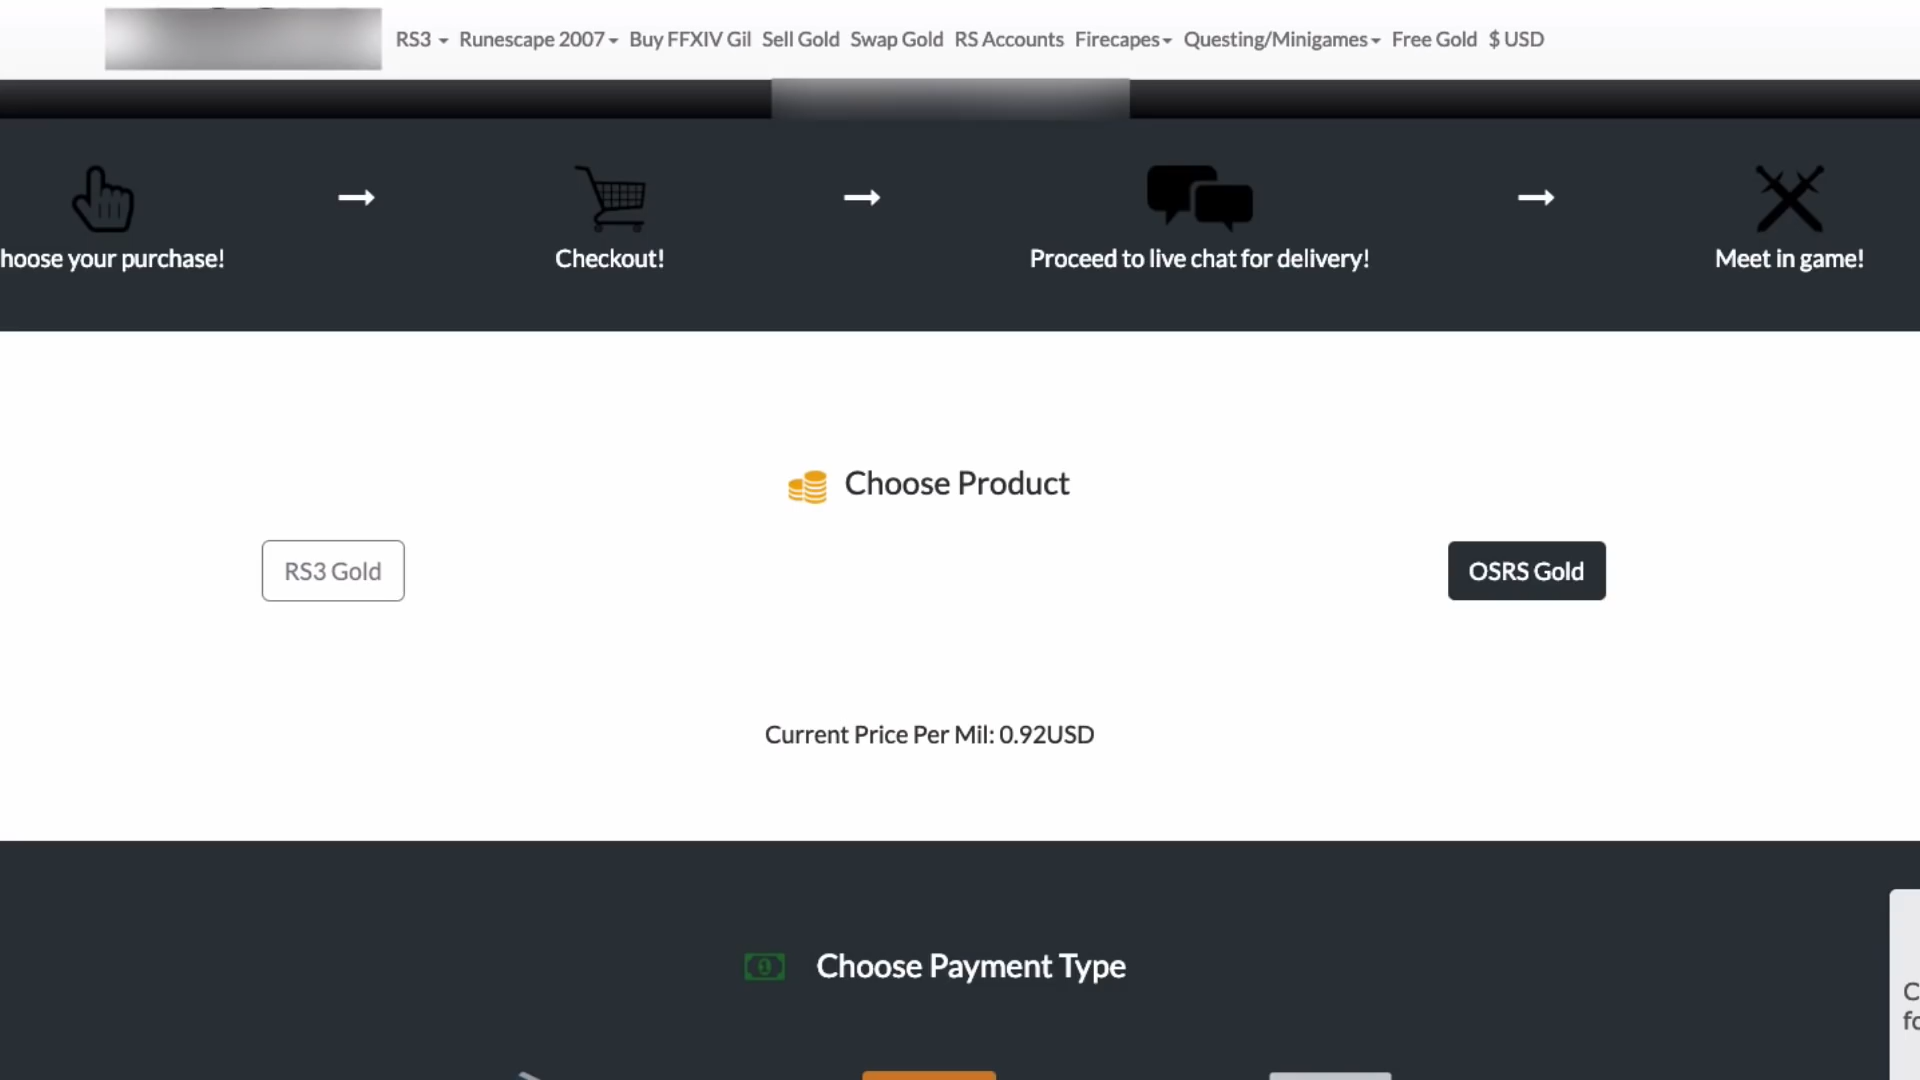 RS3 Runescape 2007 Buy FFXIV Gil Sell Gold Swap Gold RS Accounts Firecapes Questing/Minigames Free Gold $ USD
hoose your purchase! Checkout! Proceed to live chat for delivery! Meet in game!
Choose Product
RS3 Gold OSRS Gold
Current Price Per Mil: 0.92USD
Choose Payment Type
C
fo